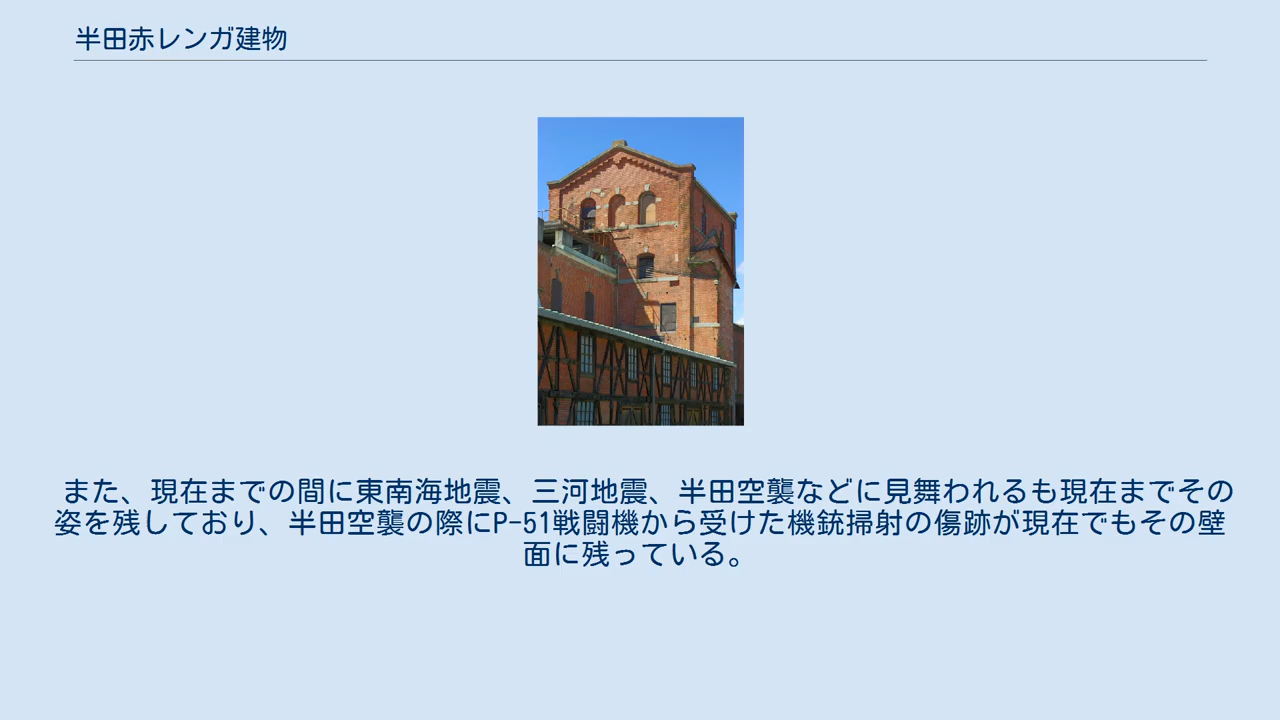 半田赤レンガ建物
また、現在までの間に東南海地震、三河地震、半田空襲などに見舞われるも現在までその
姿を残しており、半田空襲の際にP-51戦闘機から受けた機銃掃射の傷跡が現在でもその壁
面に残っている。